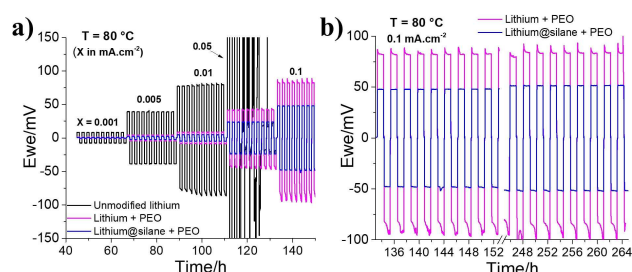 a)
T = 80 °C
(X in mA.cm⁻²)
0.05
0.01
0.005
X = 0.001
0.1
150
100
50
0
-50
-100
-150
Ewe/mV
Unmodified lithium
Lithium + PEO
Lithium@silane + PEO
40 60 80 100 120 140
Time/h
b)
T = 80 °C
0.1 mA.cm⁻²
Lithium + PEO
Lithium@silane + PEO
100
50
0
-50
-100
Ewe/mV
136 140 144 148 152 248 252 256 260 264
Time/h